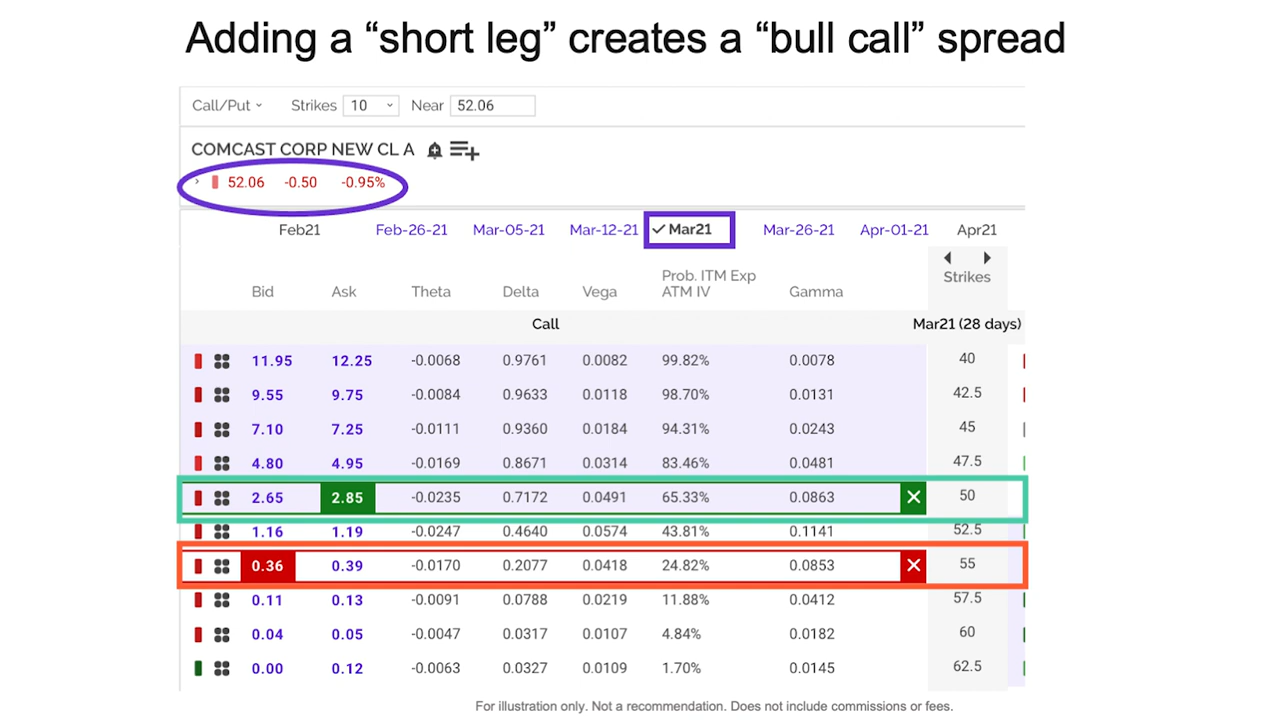 Adding a “short leg” creates a “bull call” spread
Call/Put Strikes 10 Near 52.06
COMCAST CORP NEW CL A
52.06 -0.50 -0.95%
Feb21 Feb-26-21 Mar-05-21 Mar-12-21 Mar21 Mar-26-21 Apr-01-21 Apr21
Strikes
Bid Ask Theta Delta Vega Prob. ITM Exp Gamma
ATM IV
Call Mar21 (28 days)
11.95 12.25 -0.0068 0.9761 0.0082 99.82% 0.0078 40
9.55 9.75 -0.0084 0.9633 0.0118 98.70% 0.0131 42.5
7.10 7.25 -0.0111 0.9360 0.0184 94.31% 0.0243 45
4.80 4.95 -0.0169 0.8671 0.0314 83.46% 0.0481 47.5
2.65 2.85 -0.0235 0.7172 0.0491 65.33% 0.0863 50
1.16 1.19 -0.0247 0.4640 0.0574 43.81% 0.1141 52.5
0.36 0.39 -0.0170 0.2077 0.0418 24.82% 0.0853 55
0.11 0.13 -0.0091 0.0788 0.0219 11.88% 0.0412 57.5
0.04 0.05 -0.0047 0.0317 0.0107 4.84% 0.0182 60
0.00 0.12 -0.0063 0.0327 0.0109 1.70% 0.0145 62.5
For illustration only. Not a recommendation. Does not include commissions or fees.